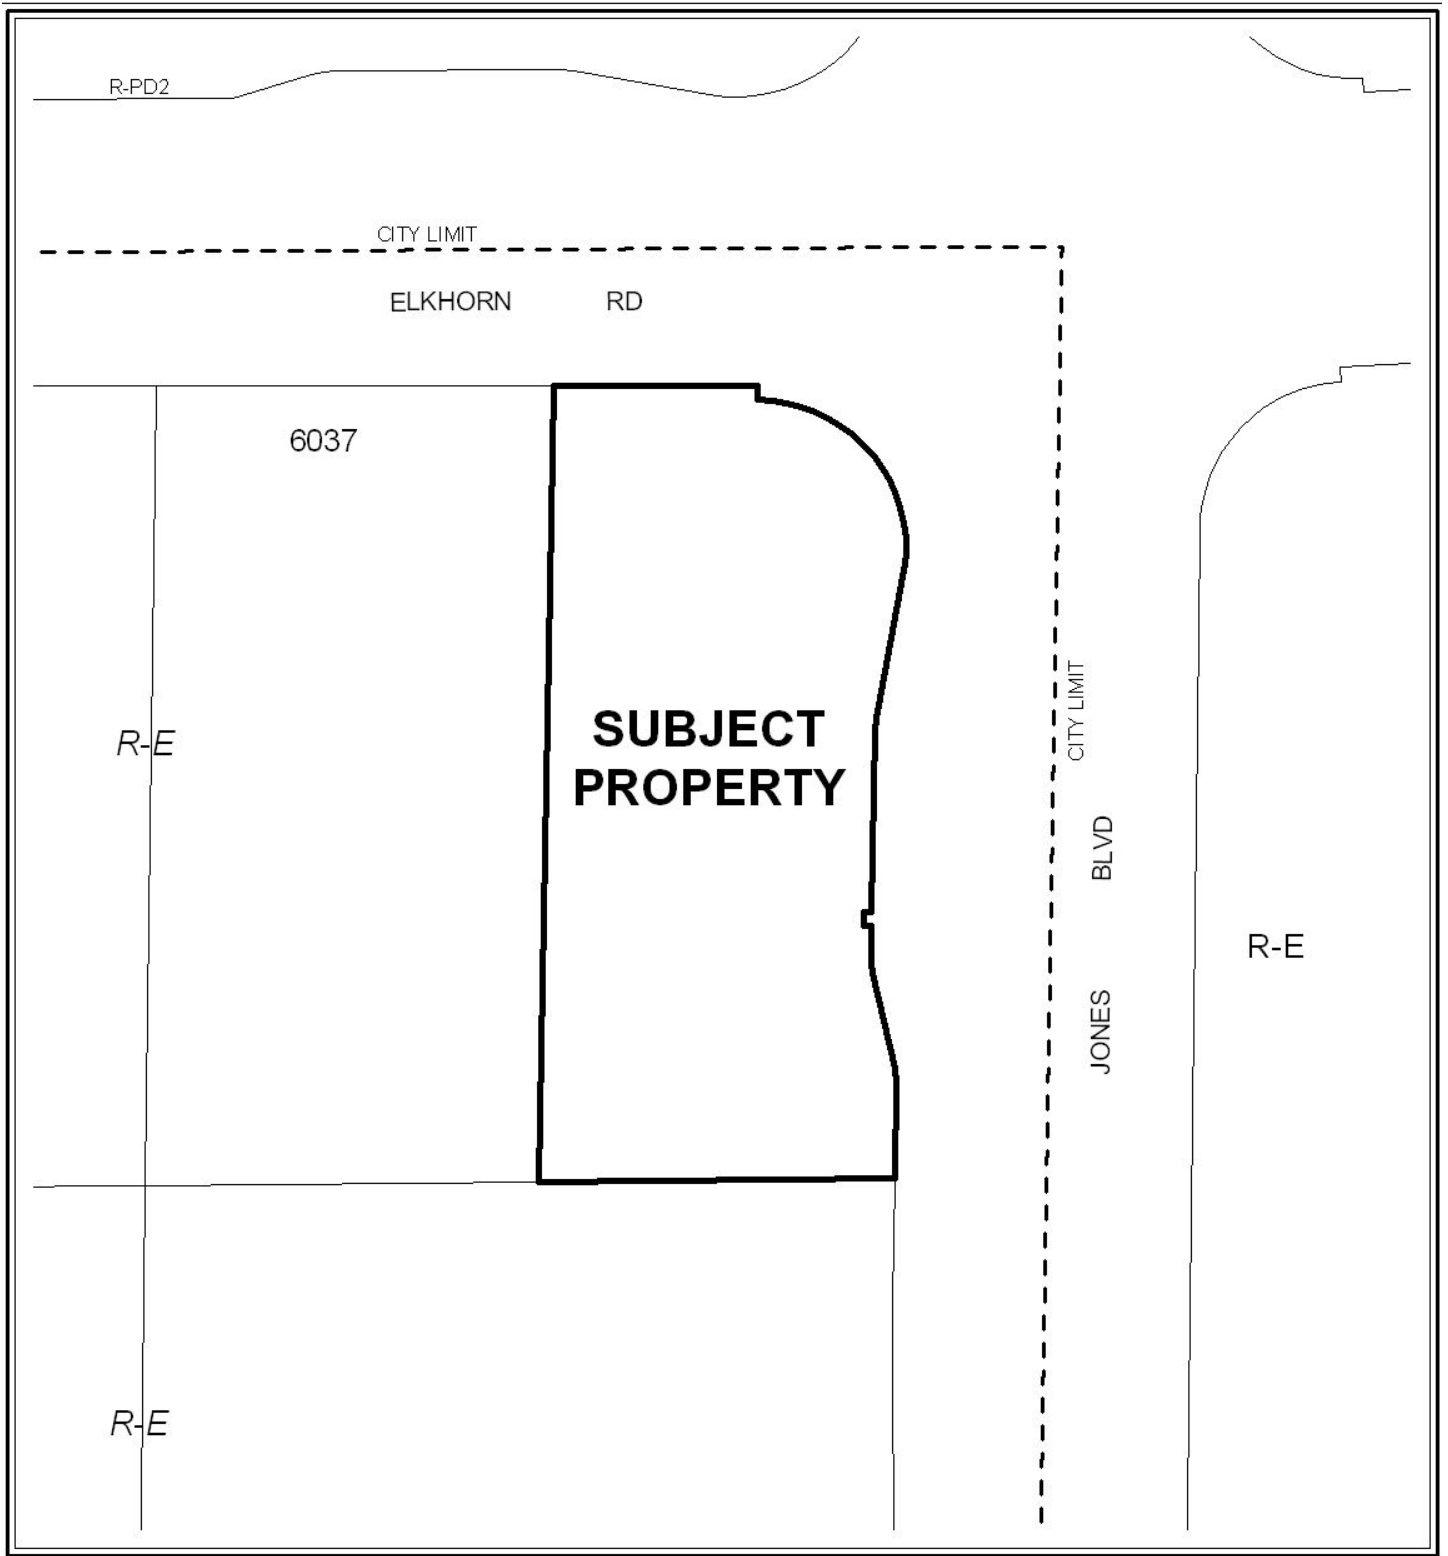 R-PD2
CITY LIMIT
ELKHORN RD
6037
SUBJECT
PROPERTY
R-E
CITY LIMIT
JONES BLVD
R-E
R-E